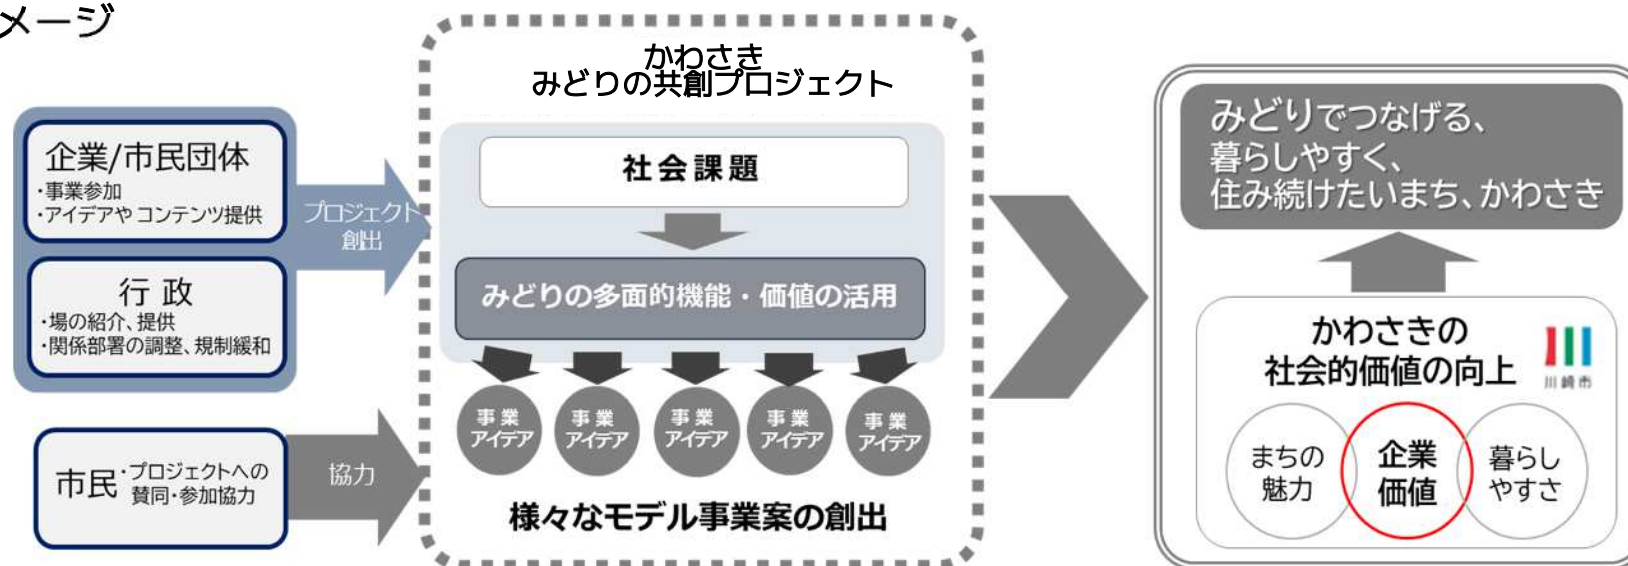 メージ
企業/市民団体
・事業参加
・アイデアやコンテンツ提供
行 政
・場の紹介、提供
・関係部署の調整、規制緩和
プロジェクト
創出
市民
・プロジェクトへの
賛同・参加協力
協力
かわさき
みどりの共創プロジェクト
社会課題
みどりの多面的機能・価値の活用
事業
アイデア
事業
アイデア
事業
アイデア
事業
アイデア
事業
アイデア
様々なモデル事業案の創出
みどりでつなげる、
暮らしやすく、
住み続けたいまち、かわさき
かわさきの
社会的価値の向上
川崎市
まちの
魅力
企業
価値
暮らし
やすさ